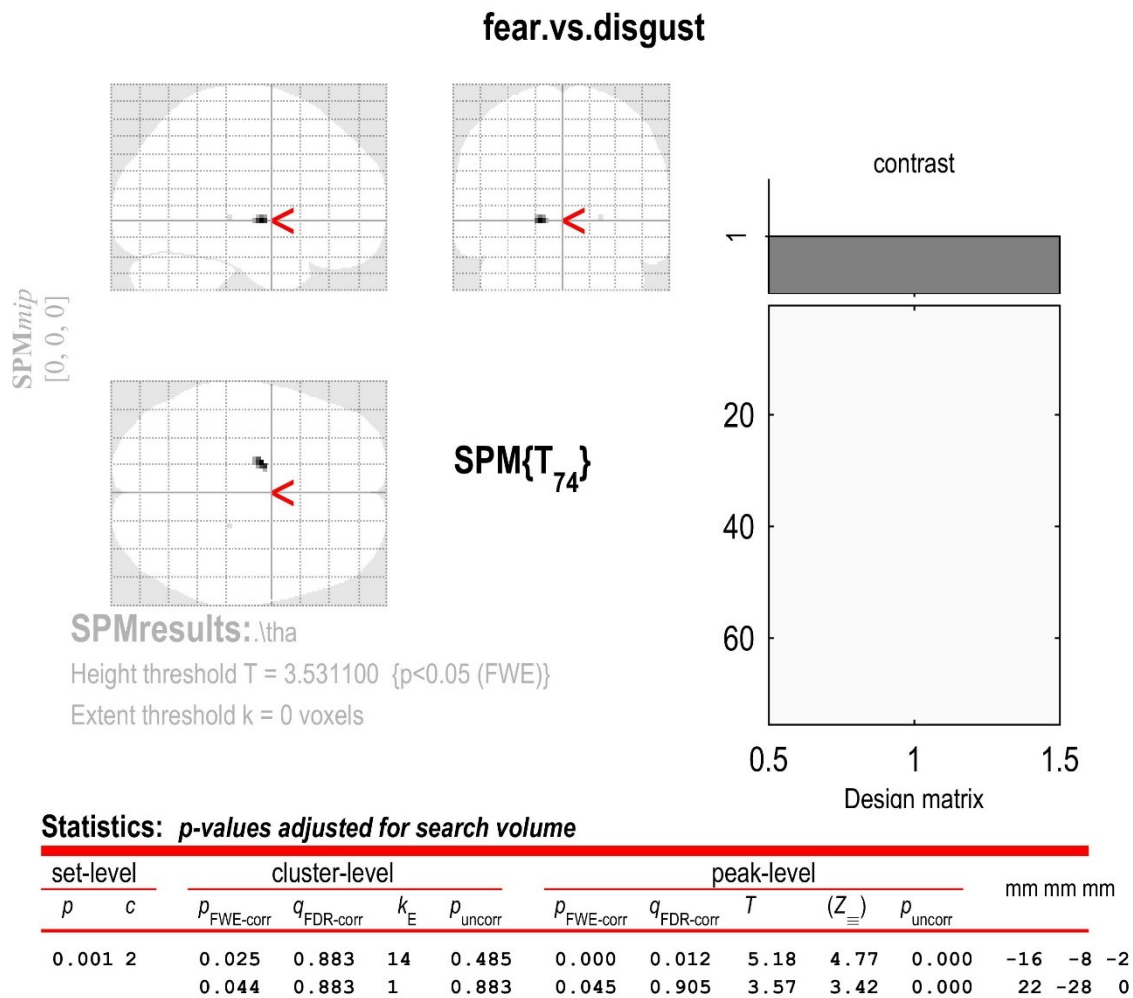 fear.vs.disgust
contrast
1
SPMmip
[0, 0, 0]
SPM{T74}
20
40
60
0.5 1 1.5
Design matrix
SPMresults: .\tha
Height threshold T = 3.531100 {p<0.05 (FWE)}
Extent threshold k = 0 voxels
Statistics: p-values adjusted for search volume
set-level cluster-level peak-level mm mm mm
p c pFWE-corr qFDR-corr kE puncorr pFWE-corr qFDR-corr T (Z≡) puncorr
0.001 2 0.025 0.883 14 0.485 0.000 0.012 5.18 4.77 0.000 -16 -8 -2
0.044 0.883 1 0.883 0.045 0.905 3.57 3.42 0.000 22 -28 0